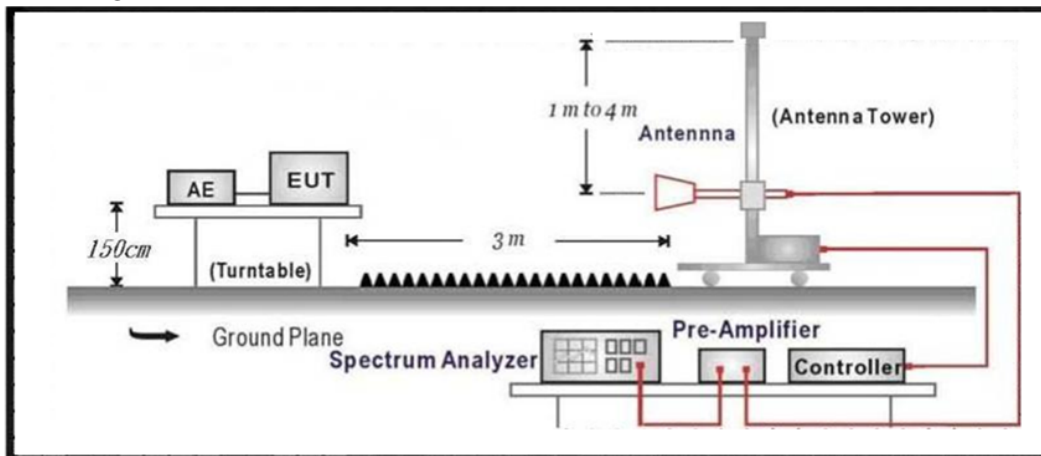 1 m to 4 m
Antennna
(Antenna Tower)
AE
EUT
150cm
(Turntable)
3 m
Ground Plane
Pre-Amplifier
Spectrum Analyzer
Controller